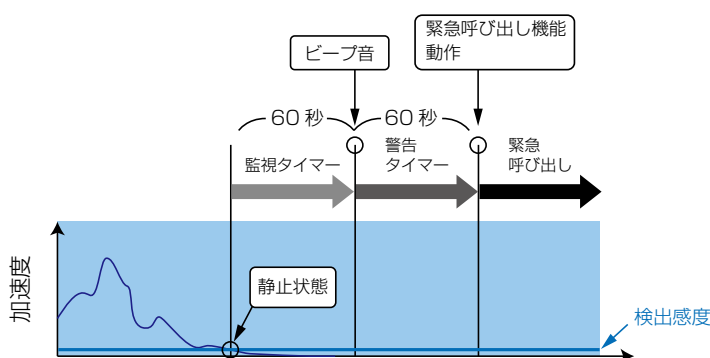 緊急呼び出し機能
動作
ビープ音
60 秒
60 秒
監視タイマー
警告
タイマー
緊急
呼び出し
加速度
静止状態
検出感度